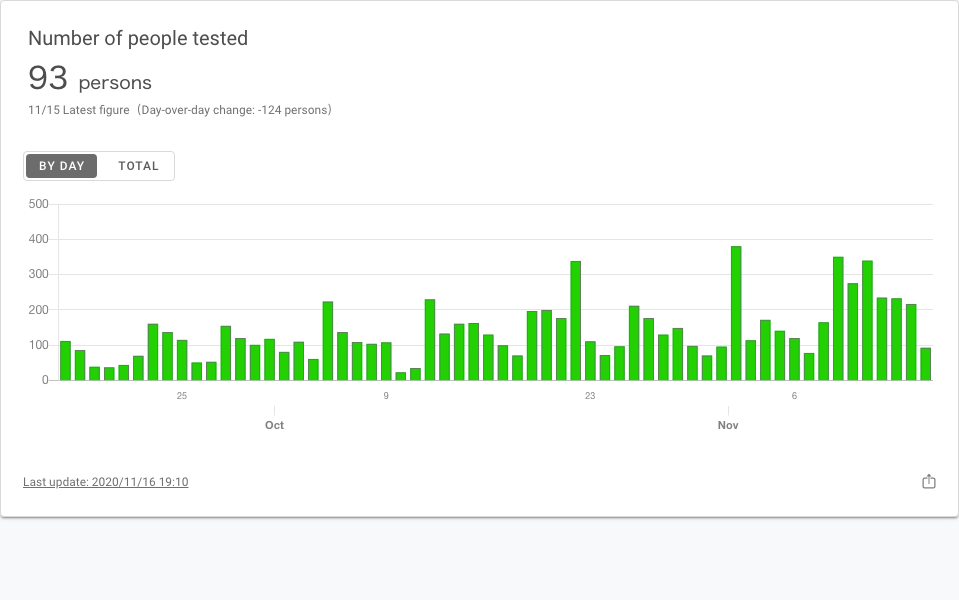 Number of people tested
93 persons
11/15 Latest figure（Day-over-day change: -124 persons）
BY DAY TOTAL
500
400
300
200
100
0
25 9 23 6
Oct Nov
Last update: 2020/11/16 19:10